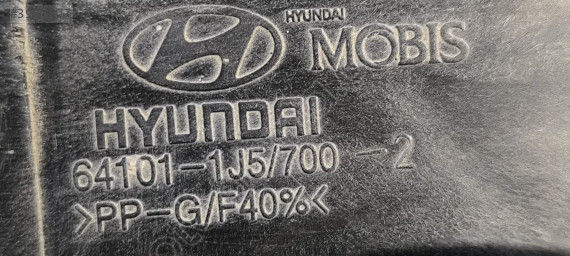 HYUNDAI
MOBIS
HYUNDAI
64101-1J5/700-2
>PP-G/F40%<